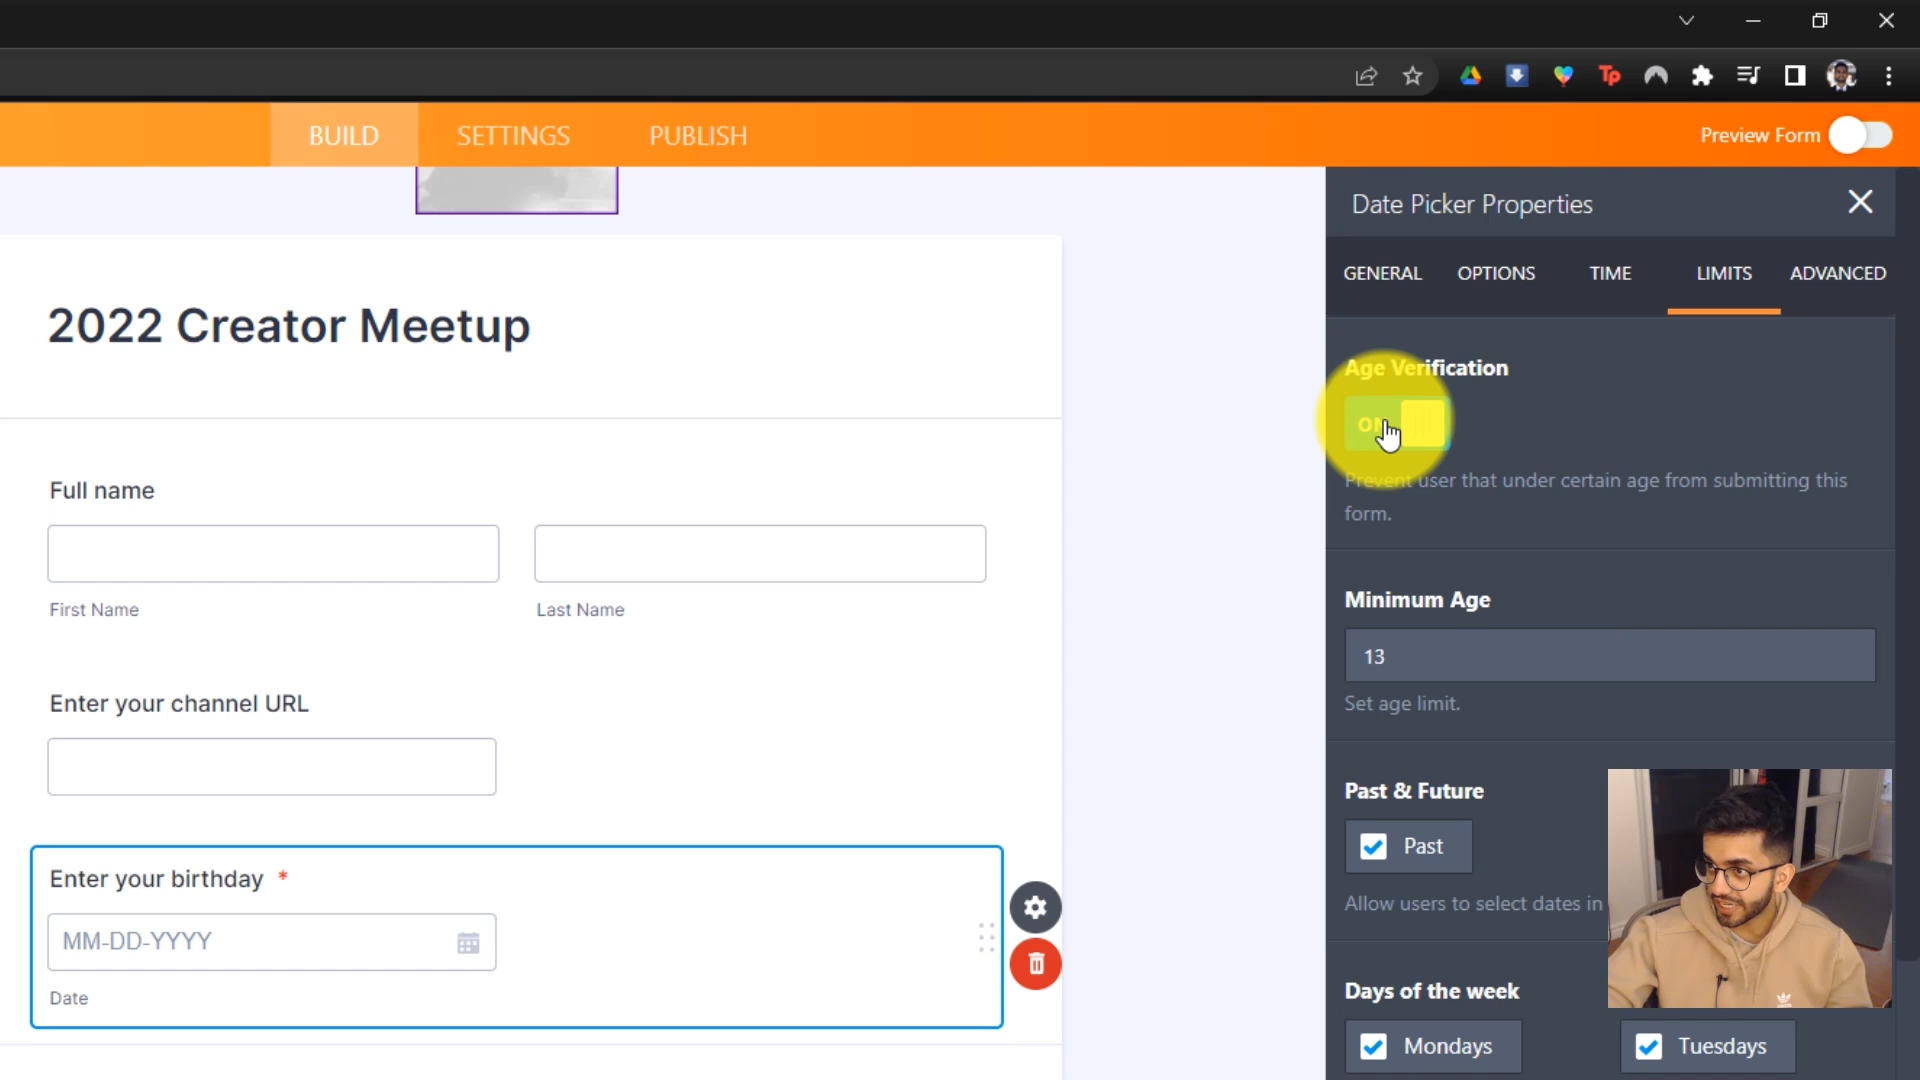 Tp
BUILD SETTINGS PUBLISH Preview Form
Date Picker Properties
GENERAL OPTIONS TIME LIMITS ADVANCED
2022 Creator Meetup
Age Verification
ON
Prevent user that under certain age from submitting this
form.
Full name
First Name Last Name
Minimum Age
13
Set age limit.
Enter your channel URL
Past & Future
Past
Allow users to select dates in
Enter your birthday *
MM-DD-YYYY
Date
Days of the week
Mondays Tuesdays